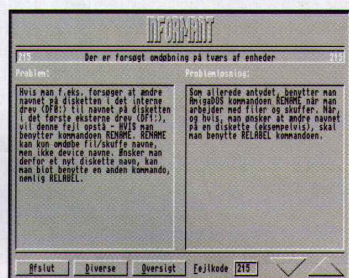 INFORMANT
215 Der er forsøgt omdøbning på tværs af enheder 215
Problem:
Hvis man f.eks. forsøger at ændre
navnet på disketten i det interne
drev (DF0:) til navnet på disketten
i det første eksterne drev (DF1:),
vil denne fejl opstå - HVIS man
benytter kommandoen RENAME. RENAME
kan kun omdøbe fil/skuffe navne,
men ikke device navne. Ønsker man
derfor et nyt diskette navn, kan
man blot benytte en anden kommando,
nemlig RELABEL.
Problemløsning:
Som allerede antydet, benytter man
AmigaDOS kommandoen RENAME når man
arbejder med filer og skuffer. Når,
og hvis, man ønsker at ændre navnet
på en diskette (eksempelvis), skal
man benytte RELABEL kommandoen.
Afslut Diverse Oversigt Fejlkode 215